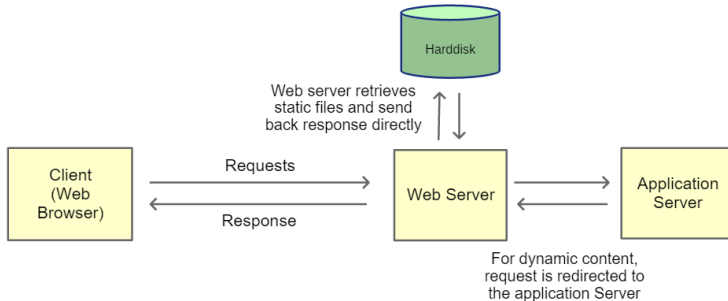 Harddisk
Web server retrieves
static files and send
back response directly
Client
(Web
Browser)
Requests
Response
Web Server
Application
Server
For dynamic content,
request is redirected to
the application Server